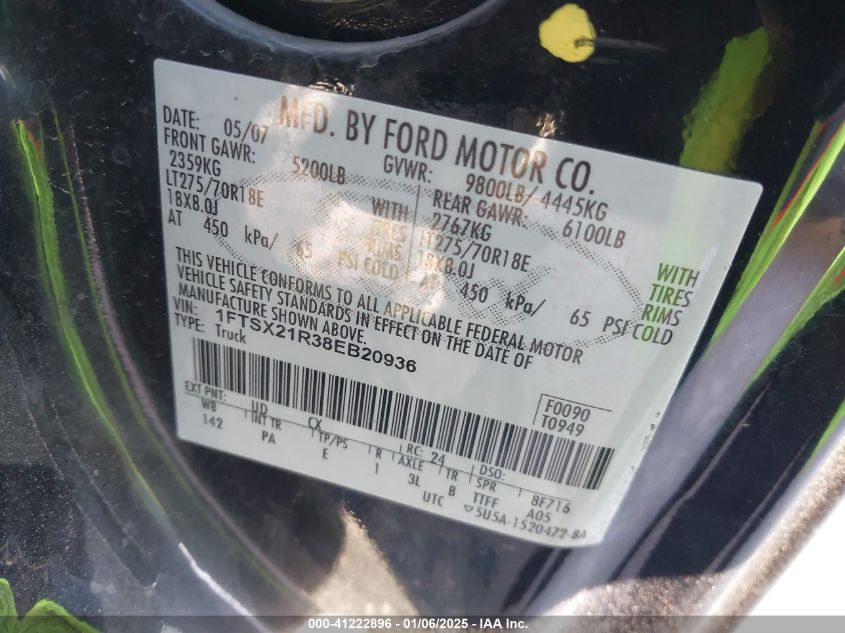 MFD. BY FORD MOTOR CO.
DATE: 05/07 GVWR: 9800LB/ 4445KG
FRONT GAWR: 5200LB REAR GAWR: 6100LB
2359KG WITH 2767KG WITH
LT275/70R18E TIRES LT275/70R18E TIRES
18X8.0J RIMS 18X8.0J RIMS
AT 450 kPa/ 65 PSI COLD AT 450 kPa/ 65 PSI COLD
THIS VEHICLE CONFORMS TO ALL APPLICABLE FEDERAL MOTOR
VEHICLE SAFETY STANDARDS IN EFFECT ON THE DATE OF
MANUFACTURE SHOWN ABOVE.
VIN: 1FTSX21R38EB20936
TYPE: Truck
F0090
T0949
EXT PNT: UD CX RC: 24 DSO:
WB INT TR TP/PS R AXLE TR SPR 8F716
142 PA E 1 3L B TTFF A05
UTC ▽5U5A-1520472-BA
000-41222896 - 01/06/2025 - IAA Inc.